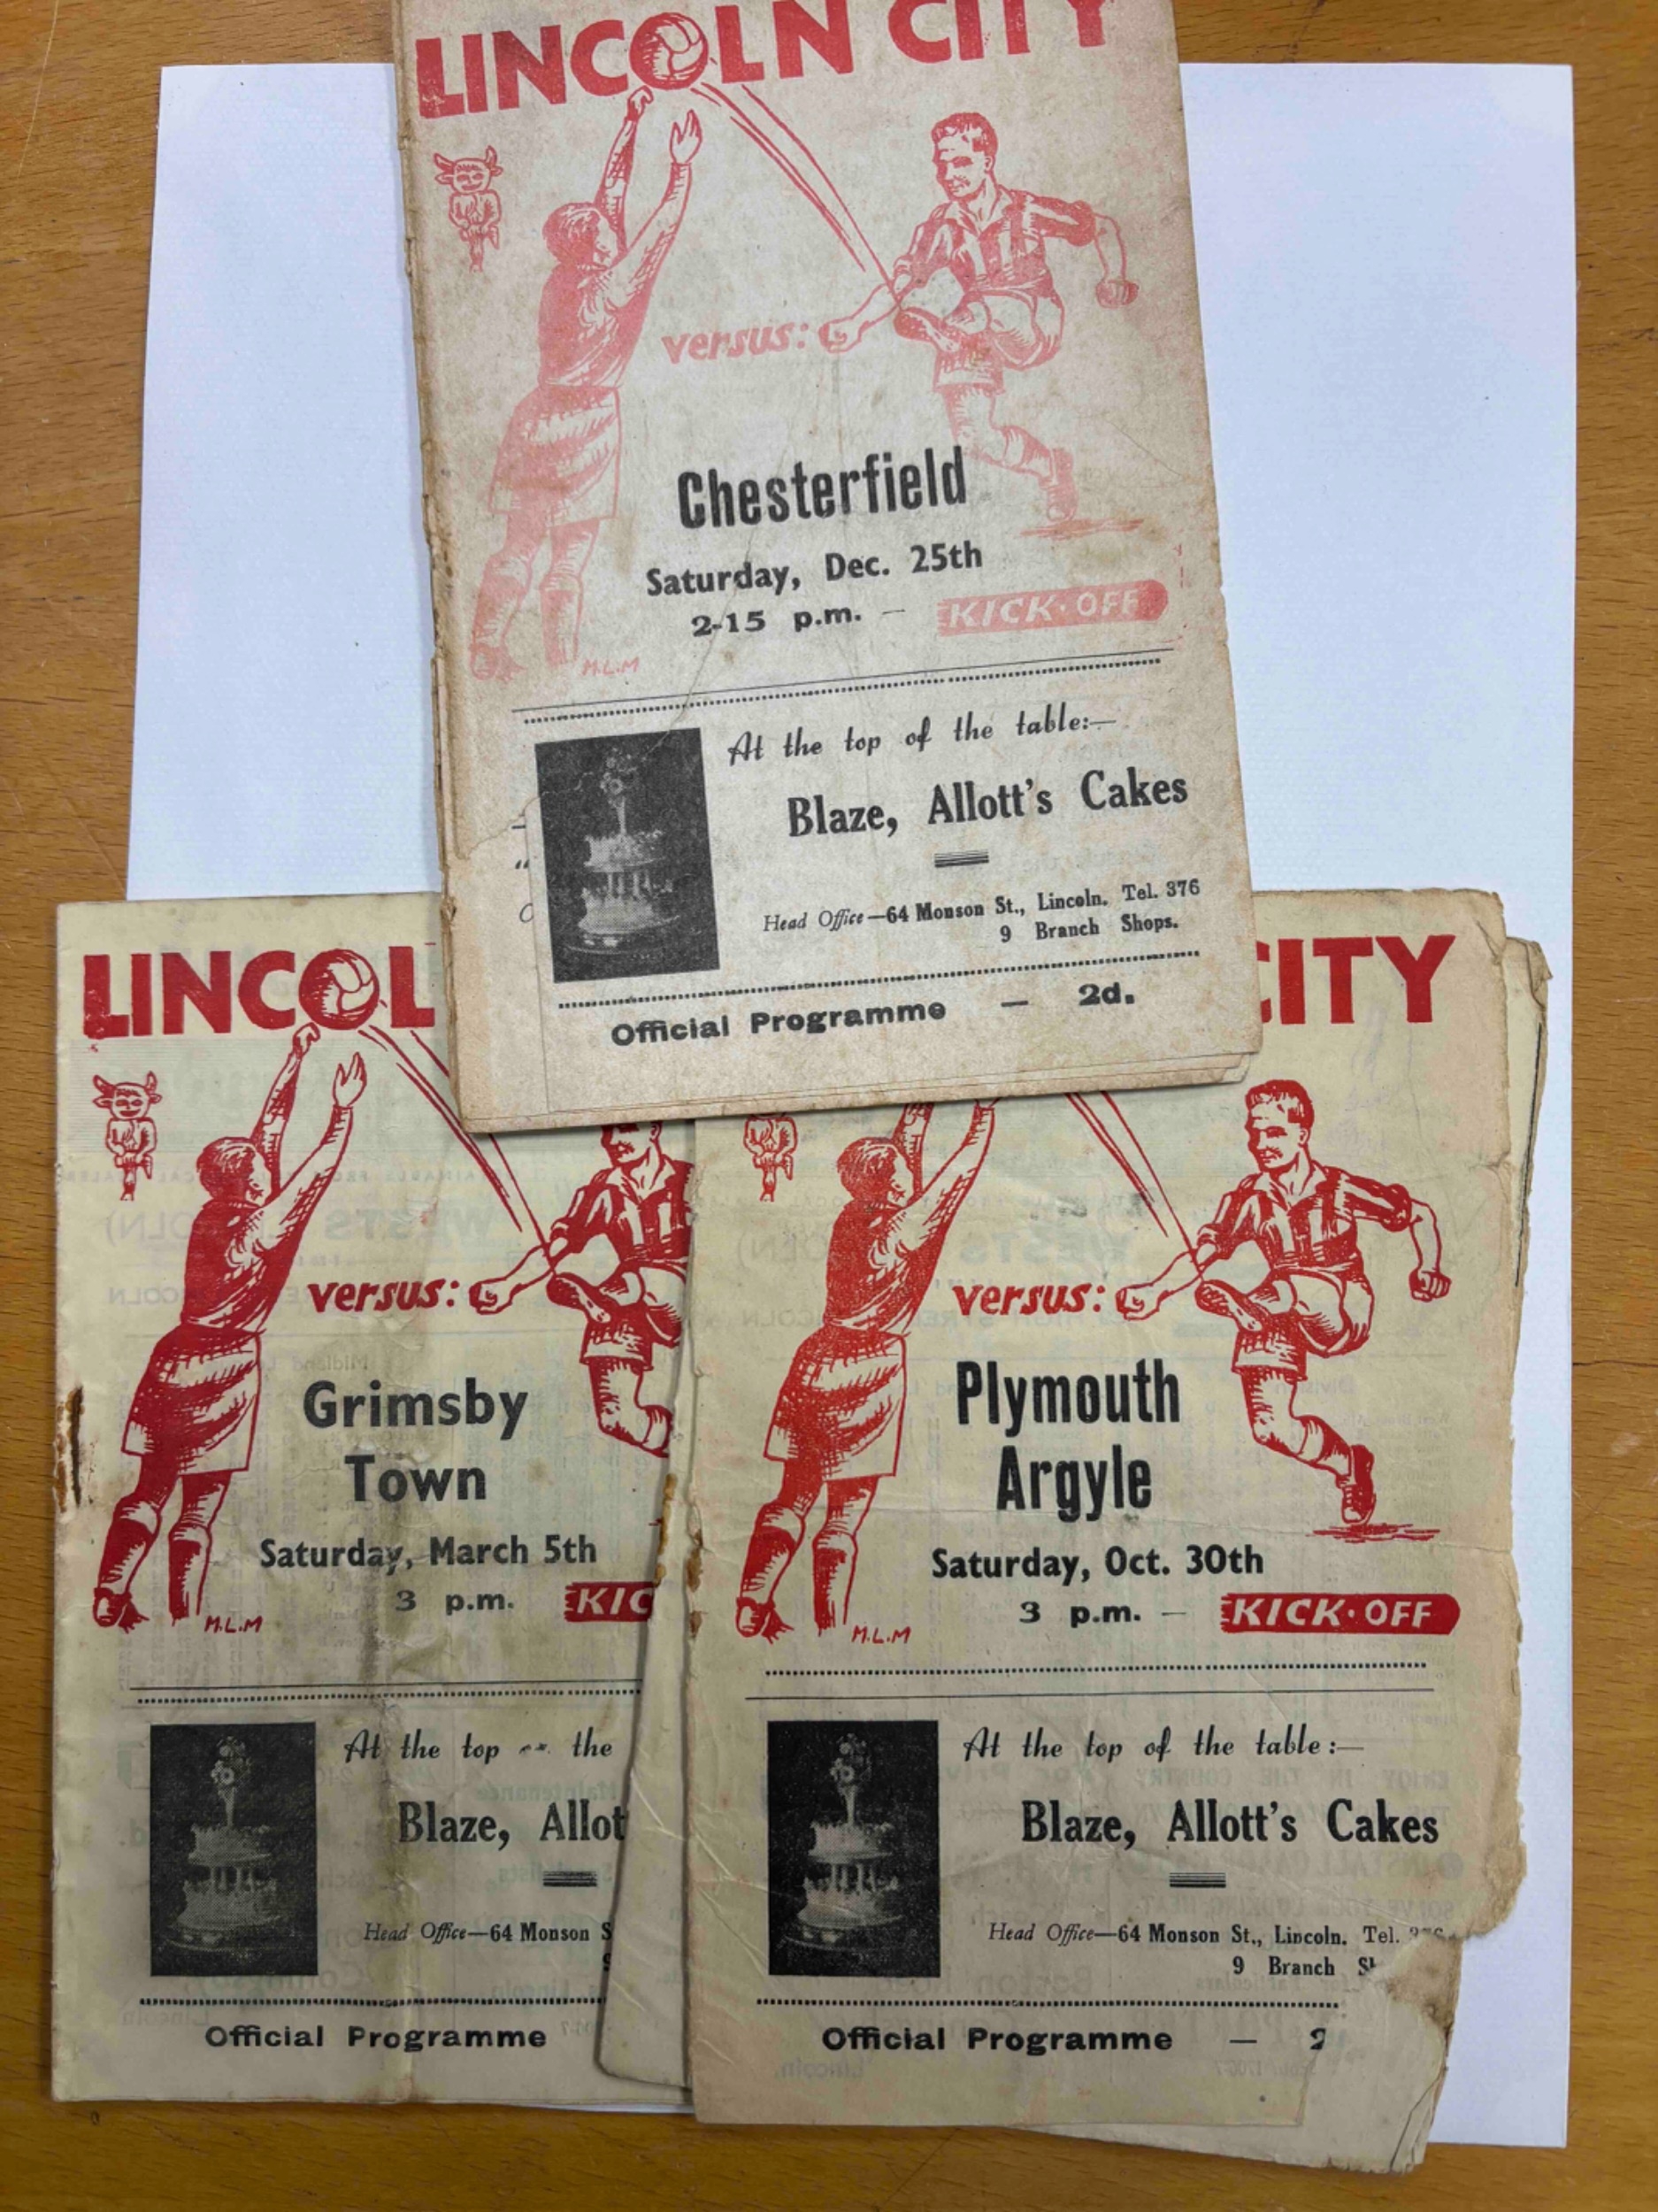 LINCOLN CITY
versus:
Chesterfield
Saturday, Dec. 25th
2-15 p.m. — KICK·OFF
M.L.M
At the top of the table:—
Blaze, Allott's Cakes
Head Office—64 Monson St., Lincoln. Tel. 376
9 Branch Shops.
Official Programme — 2d.
LINCOL
versus:
Grimsby
Town
Saturday, March 5th
3 p.m. KIC
M.L.M
At the top the
Blaze, Allot
Head Office—64 Monson S
Official Programme
CITY
versus:
Plymouth
Argyle
Saturday, Oct. 30th
3 p.m. — KICK·OFF
M.L.M
At the top of the table:—
Blaze, Allott's Cakes
Head Office—64 Monson St., Lincoln. Tel.
9 Branch
Official Programme —